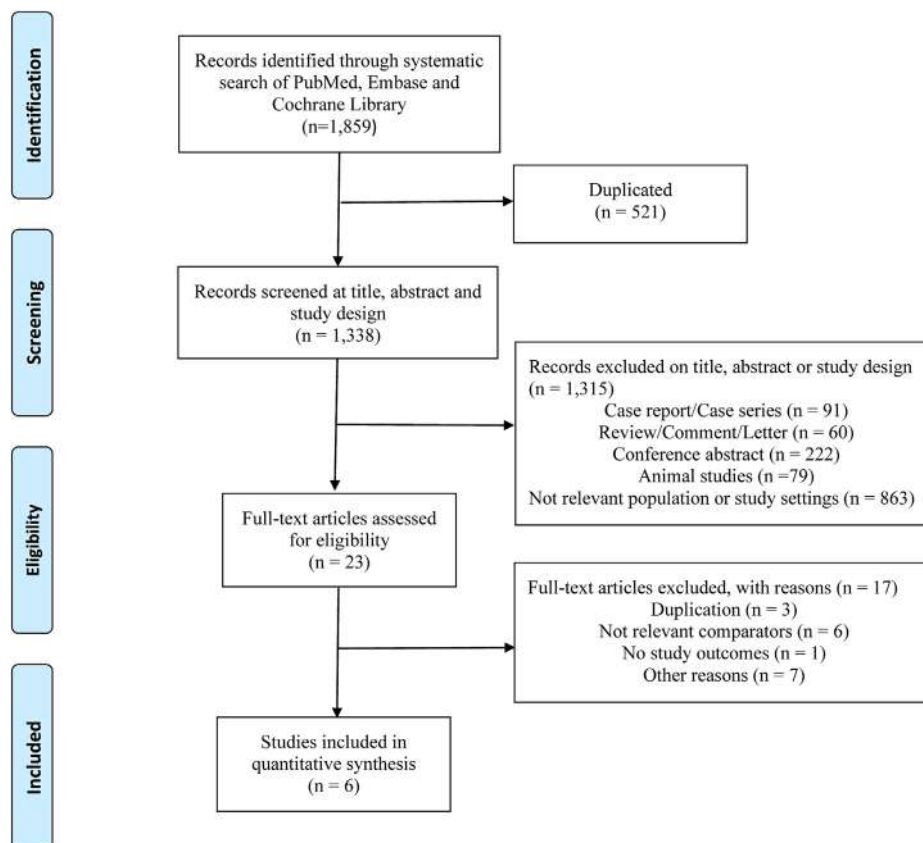 Identification
Records identified through systematic
search of PubMed, Embase and
Cochrane Library
(n=1,859)
Duplicated
(n = 521)
Screening
Records screened at title, abstract and
study design
(n = 1,338)
Records excluded on title, abstract or study design
(n = 1,315)
Case report/Case series (n = 91)
Review/Comment/Letter (n = 60)
Conference abstract (n = 222)
Animal studies (n =79)
Not relevant population or study settings (n = 863)
Eligibility
Full-text articles assessed
for eligibility
(n = 23)
Full-text articles excluded, with reasons (n = 17)
Duplication (n = 3)
Not relevant comparators (n = 6)
No study outcomes (n = 1)
Other reasons (n = 7)
Included
Studies included in
quantitative synthesis
(n = 6)